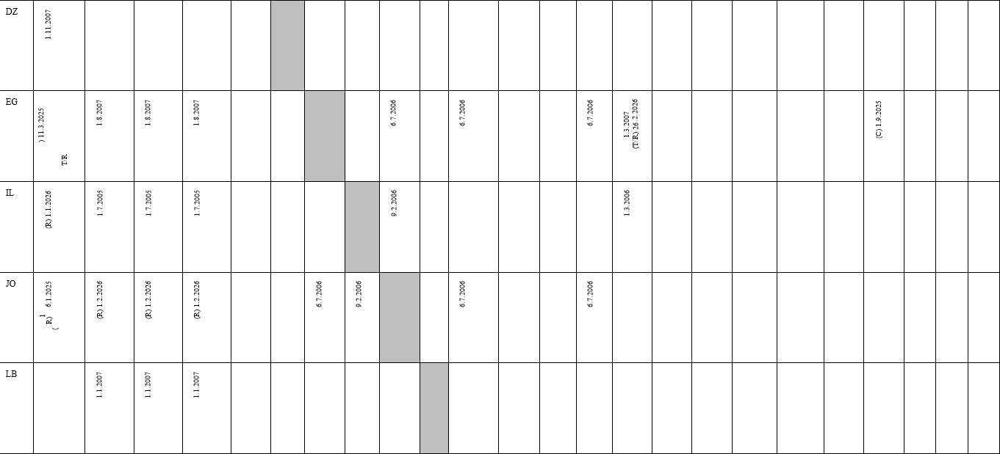 DZ
1.11.2007
EG
) 11.3.2025
T/R
1.8.2007
1.8.2007
1.8.2007
6.7.2006
6.7.2006
6.7.2006
1.3.2007
(T/R) 26.2.2026
(C) 1.9.2025
IL
(R) 1.1.2026
1.7.2005
1.7.2005
1.7.2005
9.2.2006
1.3.2006
JO
1 6.1.2025
R)
(
(R) 1.2.2026
(R) 1.2.2026
(R) 1.2.2026
6.7.2006
9.2.2006
6.7.2006
6.7.2006
LB
1.1.2007
1.1.2007
1.1.2007